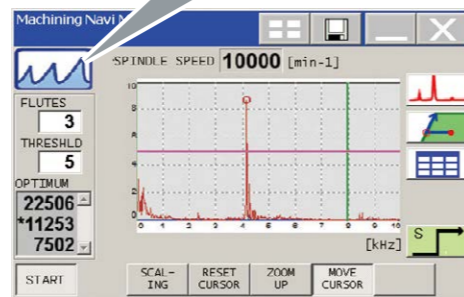 Machining Navi
SPINDLE SPEED 10000 [min-1]
FLUTES
3
THRESHLD
5
OPTIMUM
22506
*11253
7502
10
8
6
4
2
0
0 1 2 3 4 5 6 7 8 9 10
[kHz]
S
START
SCAL-
ING
RESET
CURSOR
ZOOM
UP
MOVE
CURSOR